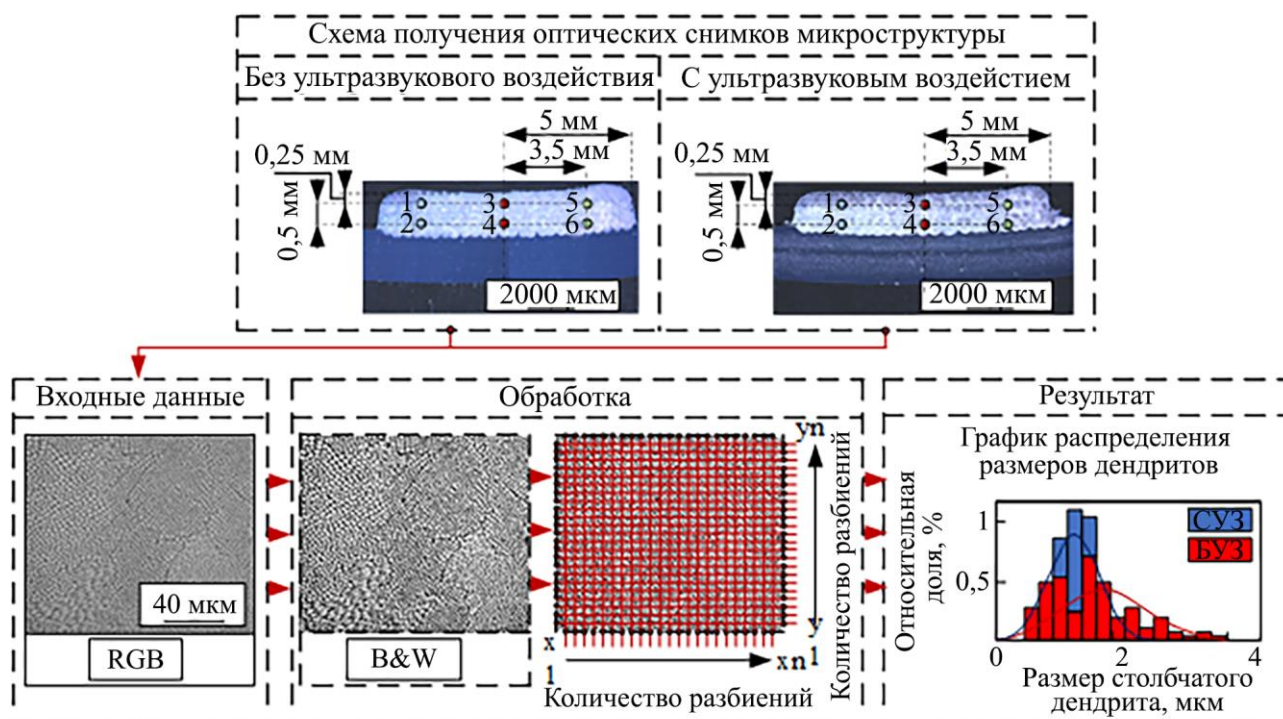 Схема получения оптических снимков микроструктуры
Без ультразвукового воздействия
С ультразвуковым воздейстием
5 мм
3,5 мм
0,25 мм
0,5 мм
1 3 5
2 4 6
2000 мкм
5 мм
3,5 мм
0,25 мм
0,5 мм
1 3 5
2 4 6
2000 мкм
Входные данные
40 мкм
RGB
Обработка
B&W
yn
y
1
x
1
xn
Количество разбиений
Количество разбиений
Результат
График распределения
размеров дендритов
Относительная
доля, %
1
0,5
СУЗ
БУЗ
0 2 4
Размер столбчатого
дендрита, мкм